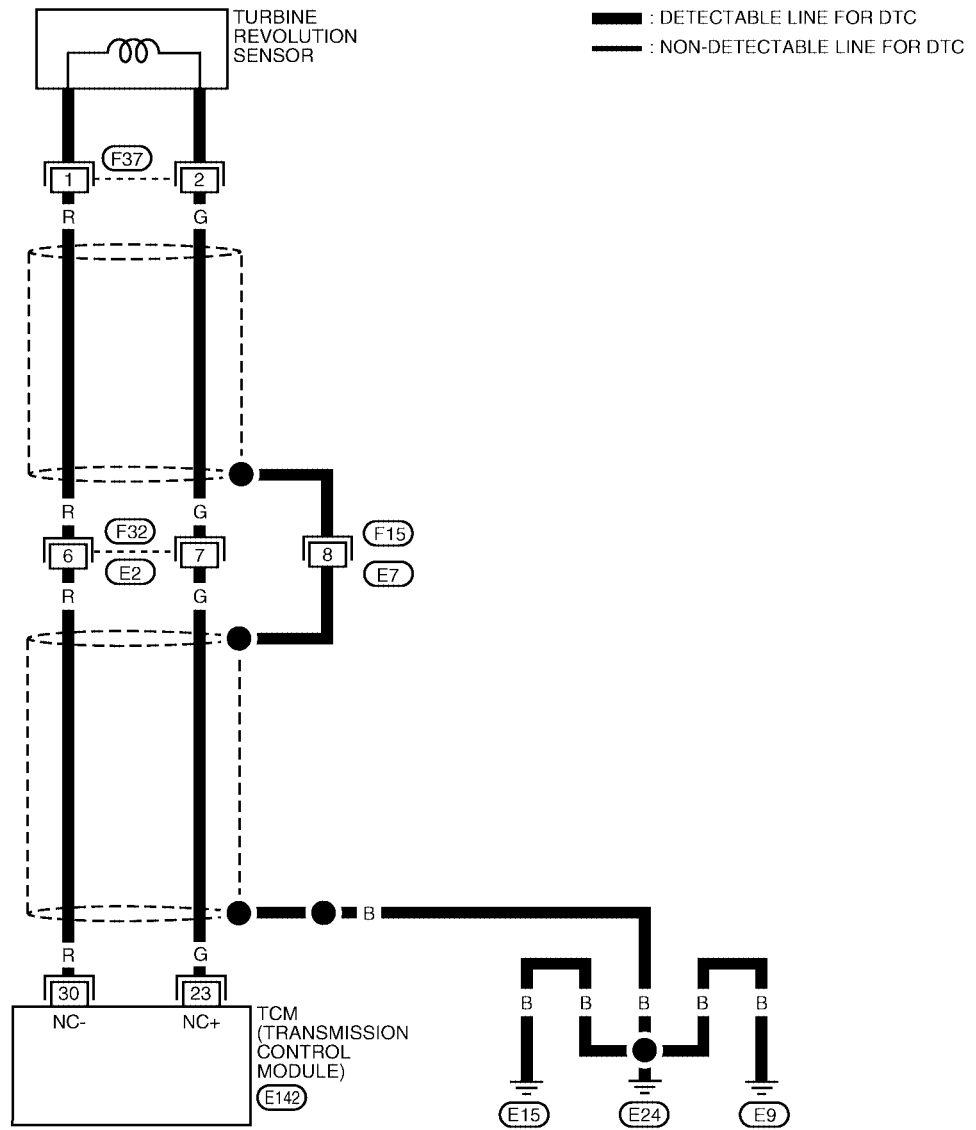 TURBINE
REVOLUTION
SENSOR
: DETECTABLE LINE FOR DTC
: NON-DETECTABLE LINE FOR DTC
F37
1
2
R
G
R
G
F32
F15
6
7
8
E2
E7
R
G
B
R
G
30
23
NC-
NC+
TCM
(TRANSMISSION
CONTROL
MODULE)
E142
B
B
B
B
B
E15
E24
E9